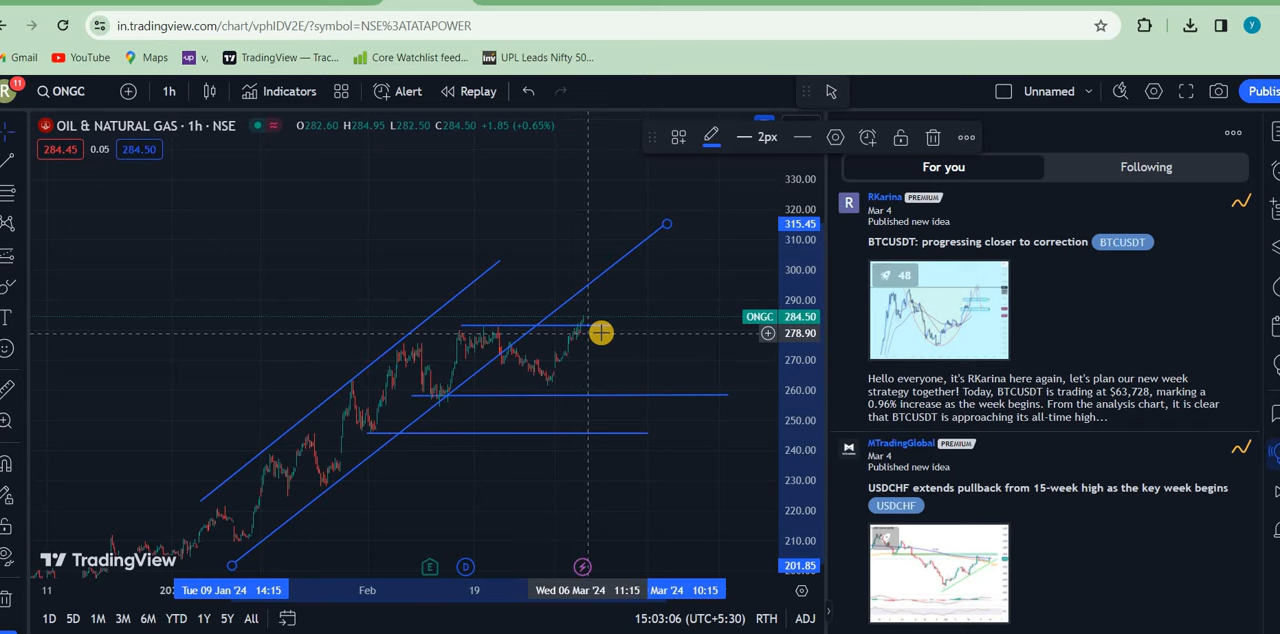 in.tradingview.com/chart/vphIDV2E/?symbol=NSE%3ATATAPOWER
y
Gmail YouTube Maps up v, TradingView — Trac... Core Watchlist feed... Inv UPL Leads Nifty 50...
R 11 ONGC 1h Indicators Alert Replay Unnamed Publis
OIL & NATURAL GAS · 1h · NSE O282.60 H284.95 L282.50 C284.50 +1.85 (+0.65%)
284.45 0.05 284.50
2px
330.00
320.00
315.45
310.00
300.00
290.00
ONGC 284.50
278.90
270.00
260.00
250.00
240.00
230.00
220.00
210.00
201.85
TradingView
E D
11 Tue 09 Jan '24 14:15 Feb 19 Wed 06 Mar '24 11:15 Mar '24 10:15
1D 5D 1M 3M 6M YTD 1Y 5Y All 15:03:06 (UTC+5:30) RTH ADJ
For you Following
R RKarina PREMIUM
Mar 4
Published new idea
BTCUSDT: progressing closer to correction BTCUSDT
48
Hello everyone, it's RKarina here again, let's plan our new week
strategy together! Today, BTCUSDT is trading at $63,728, marking a
0.96% increase as the week begins. From the analysis chart, it is clear
that BTCUSDT is approaching its all-time high...
MTradingGlobal PREMIUM
Mar 4
Published new idea
USDCHF extends pullback from 15-week high as the key week begins
USDCHF